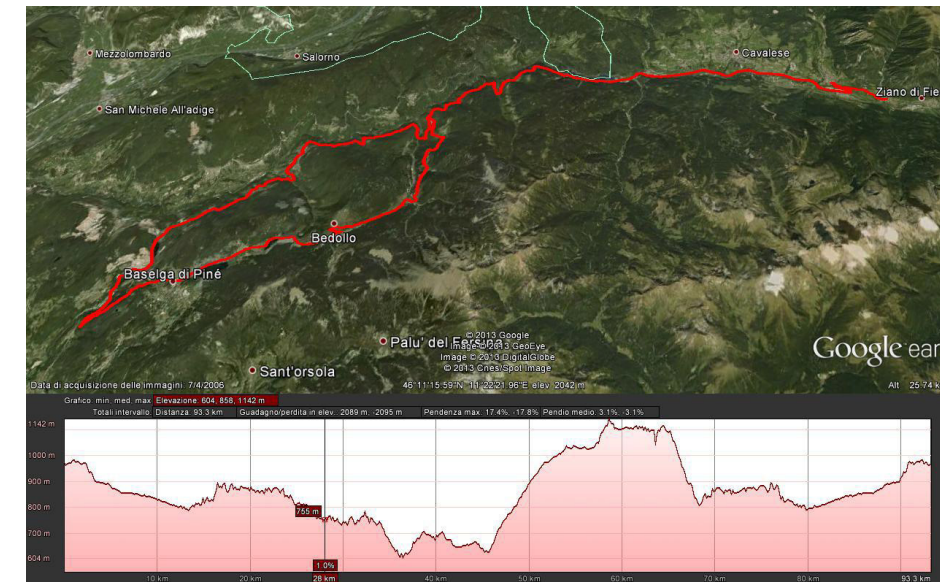 Mezzolombardo
Salorno
Cavalese
Ziano di Fie
San Michele All'adige
Bedollo
Baselga di Piné
Palu' del Fersina
Sant'orsola
© 2013 Google
Image © 2013 GeoEye
Image © 2013 DigitalGlobe
© 2013 Cnes/Spot Image
Google ear
Data di acquisizione delle immagini. 7/4/2006
46°11'15.59"N 11°22'21.96"E elev. 2042 m
Alt 25.74 k
Grafico: min. med. max Elevazione: 604, 858, 1142 m
Totali intervallo: Distanza: 93.3 km Guadagno/perdita in elev.: 2089 m, -2095 m Pendenza max. 17.4%, -17.8% Pendio medio: 3.1%, -3.1%
1142 m
1000 m
900 m
800 m
755 m
700 m
604 m
1.0%
10 km 20 km 28 km 40 km 50 km 60 km 70 km 80 km 93.3 km